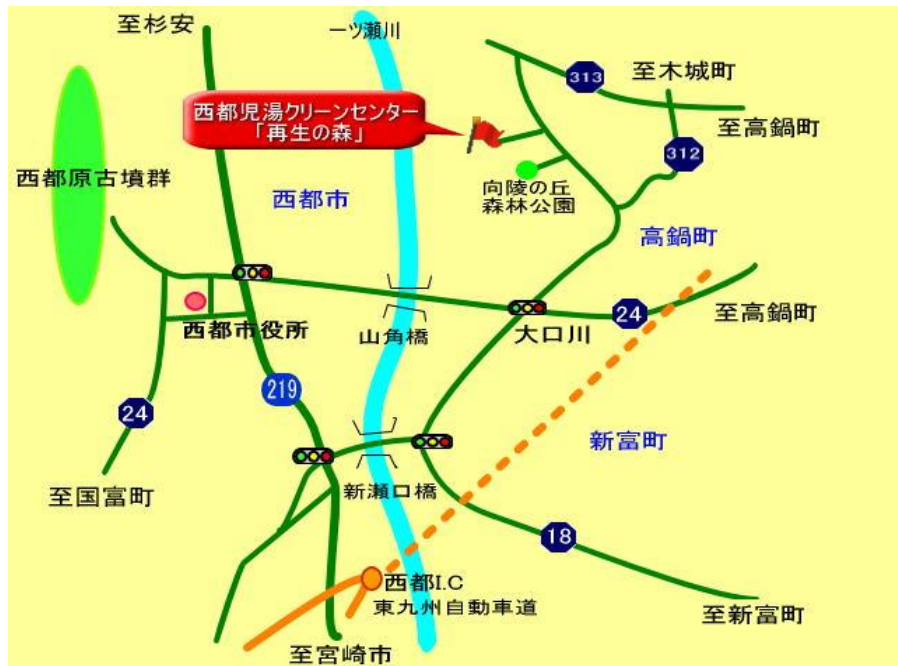 至杉安
一ツ瀬川
313
至木城町
西都児湯クリーンセンター
「再生の森」
至高鍋町
312
西都原古墳群
西都市
向陵の丘
森林公園
高鍋町
西都市役所
山角橋
大口川
24
至高鍋町
219
24
新富町
至国富町
新瀬口橋
18
西都I.C
東九州自動車道
至新富町
至宮崎市